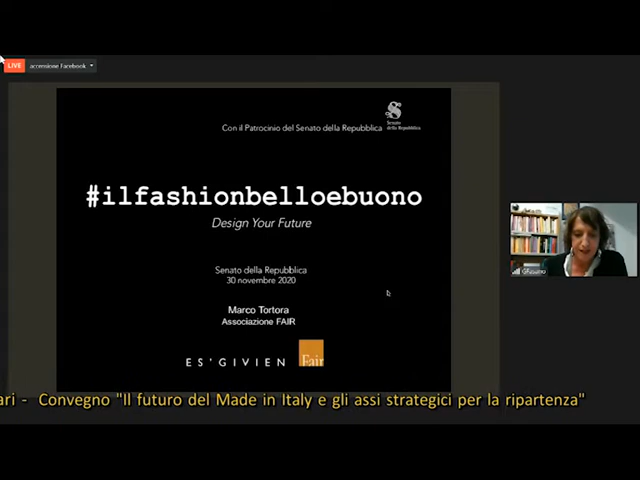 LIVE
accensione Facebook
Con il Patrocinio del Senato della Repubblica
Senato
della Repubblica
#ilfashionbelloebuono
Design Your Future
Senato della Repubblica
30 novembre 2020
Marco Tortora
Associazione FAIR
ES'GIVIEN
Fair
ari - Convegno "Il futuro del Made in Italy e gli assi strategici per la ripartenza"